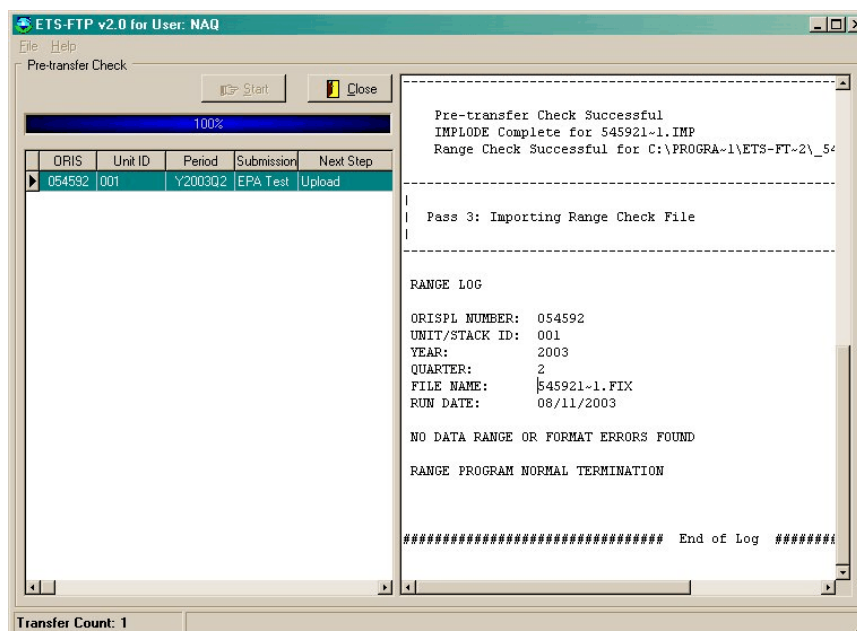 ETS-FTP v2.0 for User: NAQ
File Help
Pre-transfer Check
Start Close
100%
ORIS Unit ID Period Submission Next Step
054592 001 Y2003Q2 EPA Test Upload
--------------------------------------------------------
Pre-transfer Check Successful
IMPLODE Complete for 545921~1.IMP
Range Check Successful for C:\PROGRA~1\ETS-FT~2\_54
--------------------------------------------------------
|
| Pass 3: Importing Range Check File
|
--------------------------------------------------------
RANGE LOG
ORISPL NUMBER: 054592
UNIT/STACK ID: 001
YEAR: 2003
QUARTER: 2
FILE NAME: 545921~1.FIX
RUN DATE: 08/11/2003
NO DATA RANGE OR FORMAT ERRORS FOUND
RANGE PROGRAM NORMAL TERMINATION
################################# End of Log ########
Transfer Count: 1